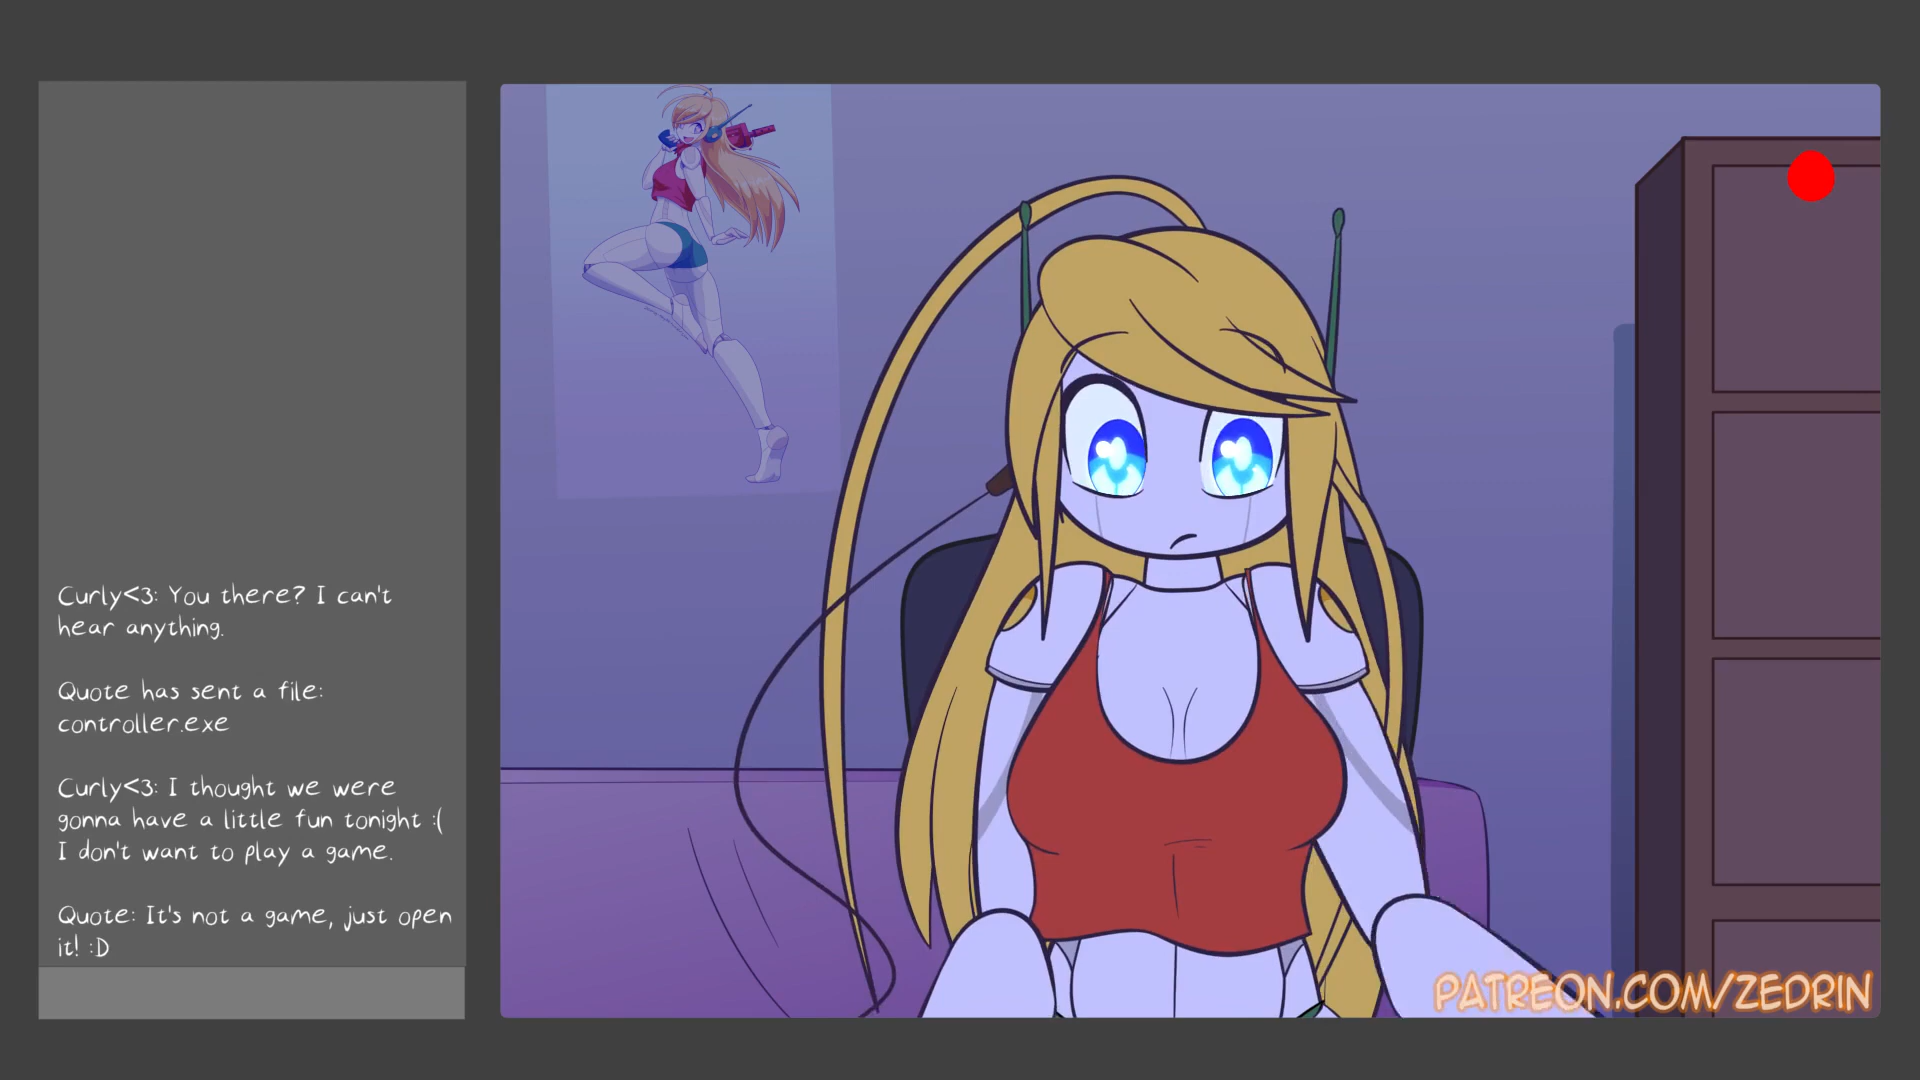 Curly<3: You there? I can't
hear anything.
Quote has sent a file:
controller.exe
Curly<3: I thought we were
gonna have a little fun tonight :(
I don't want to play a game.
Quote: It's not a game, just open
it! :D
PATREON.COM/ZEDRIN